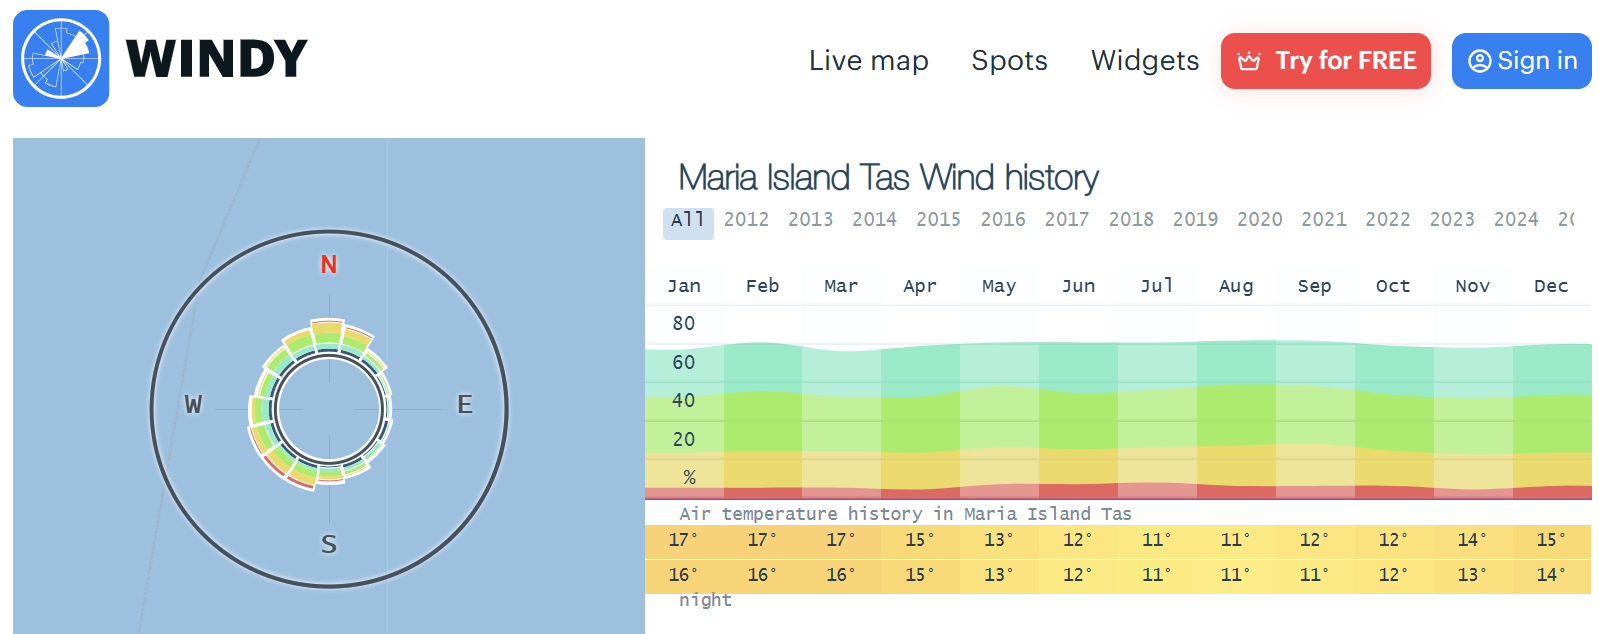 WINDY
Live map Spots Widgets Try for FREE Sign in
N
W E
S
Maria Island Tas Wind history
All 2012 2013 2014 2015 2016 2017 2018 2019 2020 2021 2022 2023 2024
Jan Feb Mar Apr May Jun Jul Aug Sep Oct Nov Dec
80
60
40
20
%
Air temperature history in Maria Island Tas
17° 17° 17° 15° 13° 12° 11° 11° 12° 12° 14° 15°
16° 16° 16° 15° 13° 12° 11° 11° 11° 12° 13° 14°
night